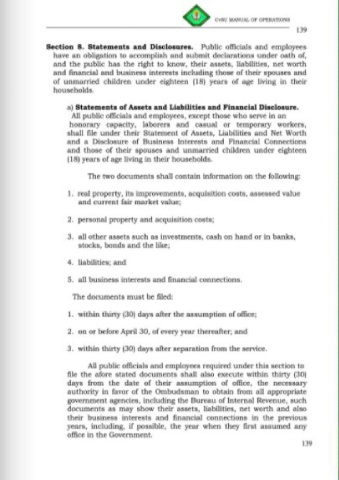 CvSU MANUAL OF OPERATIONS
139
Section 8. Statements and Disclosures. Public officials and employees
have an obligation to accomplish and submit declarations under oath of,
and the public has the right to know, their assets, liabilities, net worth
and financial and business interests including those of their spouses and
of unmarried children under eighteen (18) years of age living in their
households.
a) Statements of Assets and Liabilities and Financial Disclosure.
All public officials and employees, except those who serve in an
honorary capacity, laborers and casual or temporary workers,
shall file under their Statement of Assets, Liabilities and Net Worth
and a Disclosure of Business Interests and Financial Connections
and those of their spouses and unmarried children under eighteen
(18) years of age living in their households.
The two documents shall contain information on the following:
1. real property, its improvements, acquisition costs, assessed value
and current fair market value;
2. personal property and acquisition costs;
3. all other assets such as investments, cash on hand or in banks,
stocks, bonds and the like;
4. liabilities; and
5. all business interests and financial connections.
The documents must be filed:
1. within thirty (30) days after the assumption of office;
2. on or before April 30, of every year thereafter; and
3. within thirty (30) days after separation from the service.
All public officials and employees required under this section to
file the afore stated documents shall also execute within thirty (30)
days from the date of their assumption of office, the necessary
authority in favor of the Ombudsman to obtain from all appropriate
government agencies, including the Bureau of Internal Revenue, such
documents as may show their assets, liabilities, net worth and also
their business interests and financial connections in the previous
years, including, if possible, the year when they first assumed any
office in the Government.
139